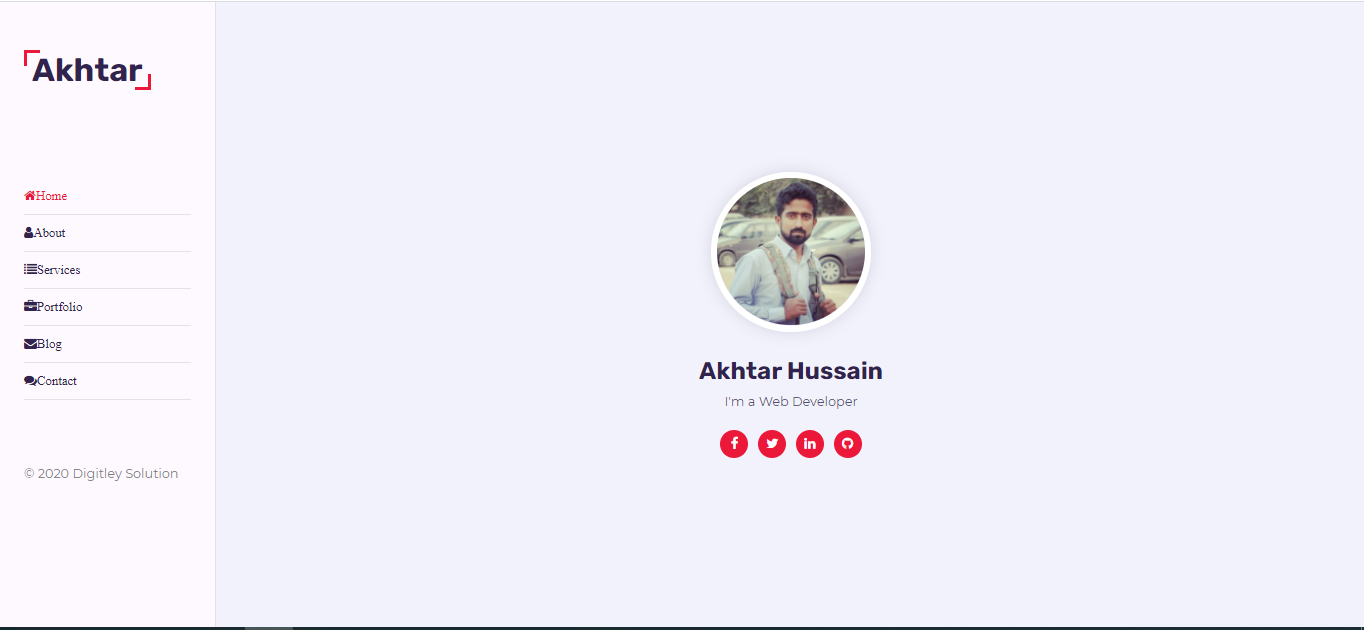 Akhtar
Home
About
Services
Portfolio
Blog
Contact
© 2020 Digitley Solution
Akhtar Hussain
I'm a Web Developer